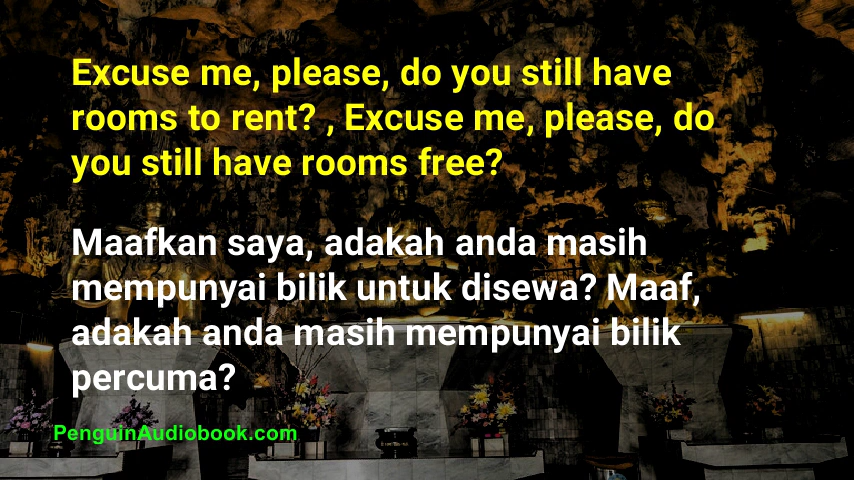 Excuse me, please, do you still have
rooms to rent? , Excuse me, please, do
you still have rooms free?
Maafkan saya, adakah anda masih
mempunyai bilik untuk disewa? Maaf,
adakah anda masih mempunyai bilik
percuma?
PenguinAudiobook.com